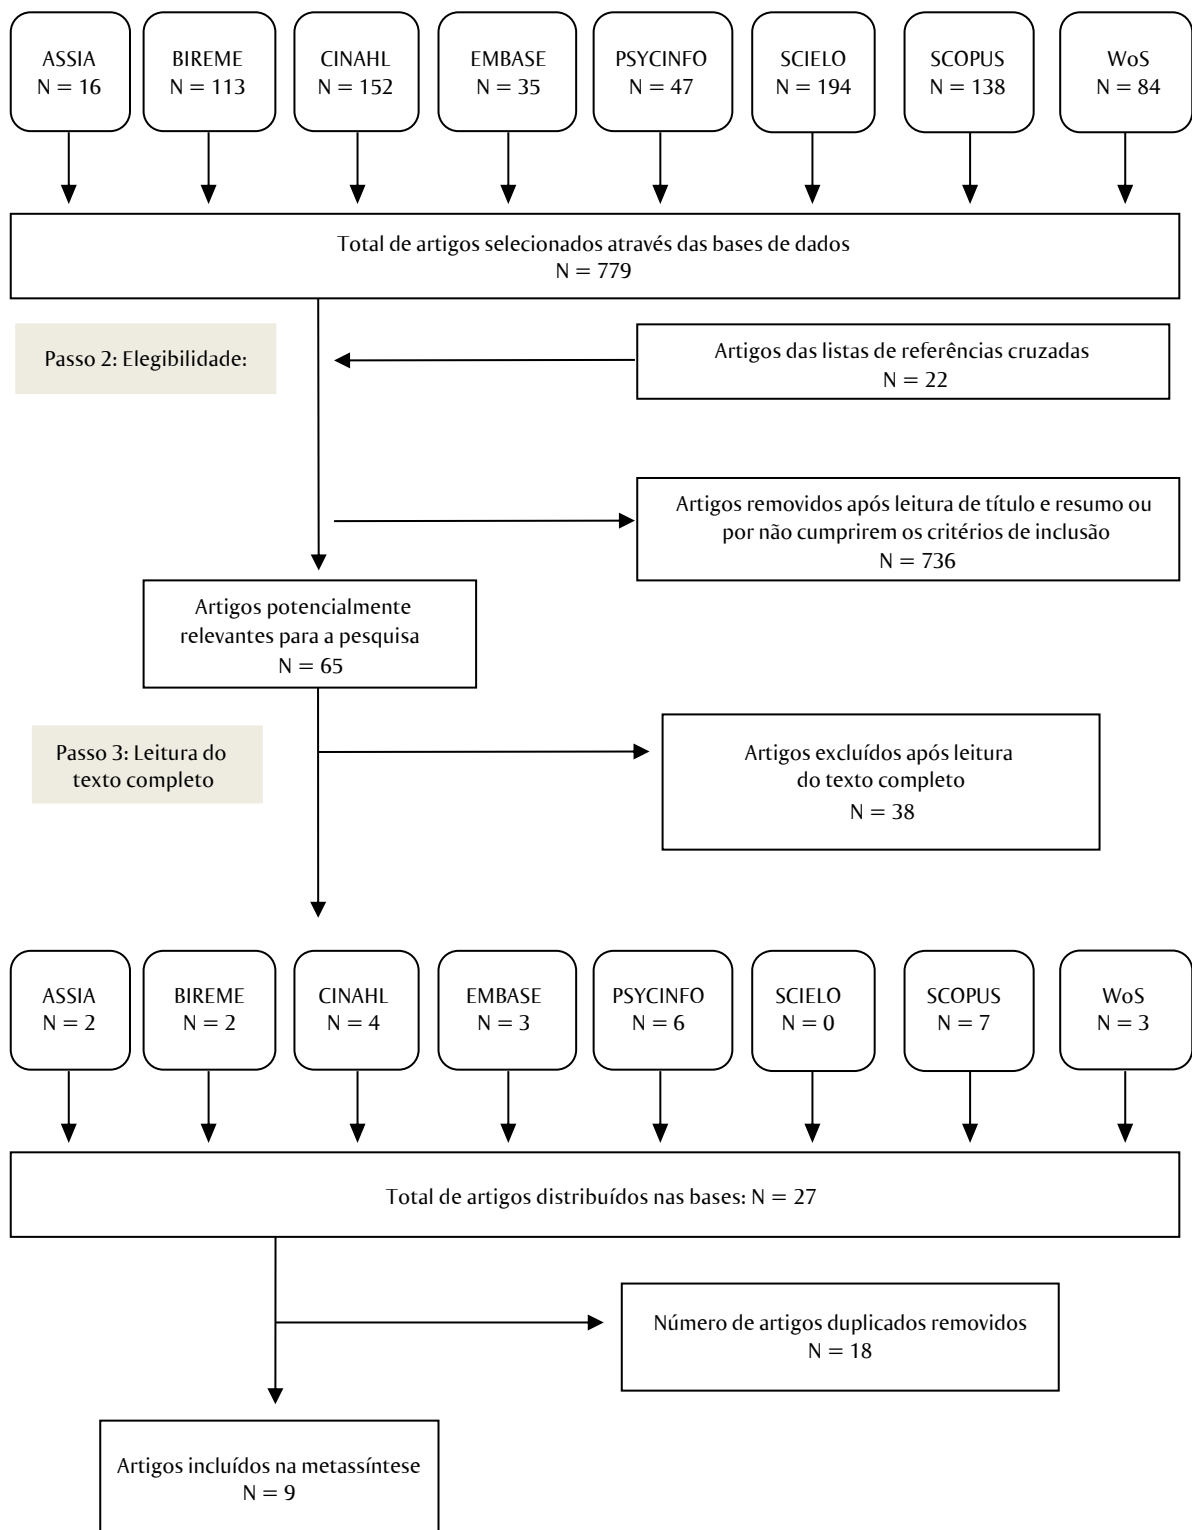 ASSIA
N = 16
BIREME
N = 113
CINAHL
N = 152
EMBASE
N = 35
PSYCINFO
N = 47
SCIELO
N = 194
SCOPUS
N = 138
WoS
N = 84
Total de artigos selecionados através das bases de dados
N = 779
Passo 2: Elegibilidade:
Artigos das listas de referências cruzadas
N = 22
Artigos removidos após leitura de título e resumo ou
por não cumprirem os critérios de inclusão
N = 736
Artigos potencialmente
relevantes para a pesquisa
N = 65
Passo 3: Leitura do
texto completo
Artigos excluídos após leitura
do texto completo
N = 38
ASSIA
N = 2
BIREME
N = 2
CINAHL
N = 4
EMBASE
N = 3
PSYCINFO
N = 6
SCIELO
N = 0
SCOPUS
N = 7
WoS
N = 3
Total de artigos distribuídos nas bases: N = 27
Número de artigos duplicados removidos
N = 18
Artigos incluídos na metassíntese
N = 9